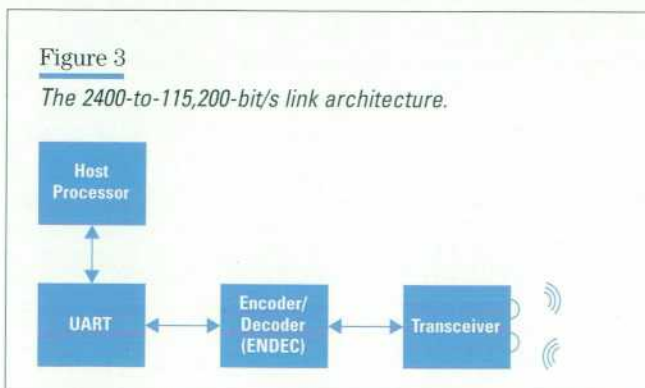 Figure 3
The 2400-to-115,200-bit/s link architecture.
Host
Processor
UART
Encoder/
Decoder
(ENDEC)
Transceiver